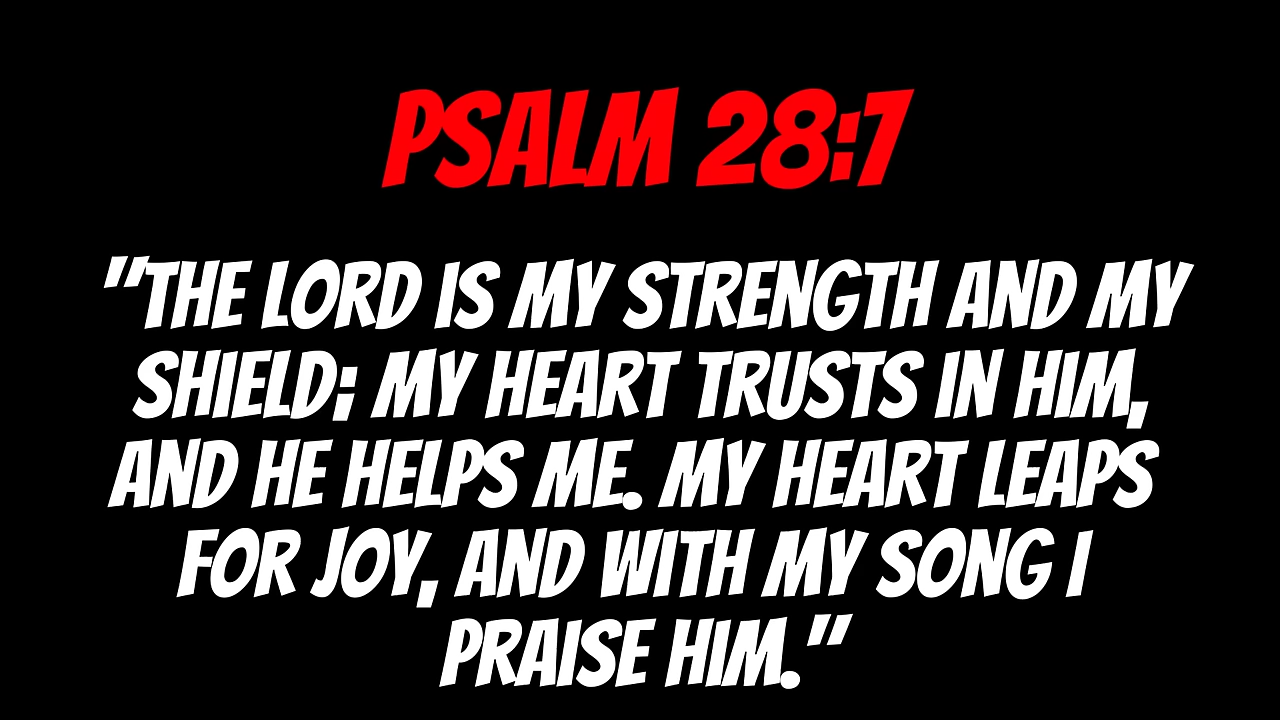 PSALM 28:7
"THE LORD IS MY STRENGTH AND MY
SHIELD; MY HEART TRUSTS IN HIM,
AND HE HELPS ME. MY HEART LEAPS
FOR JOY, AND WITH MY SONG I
PRAISE HIM."